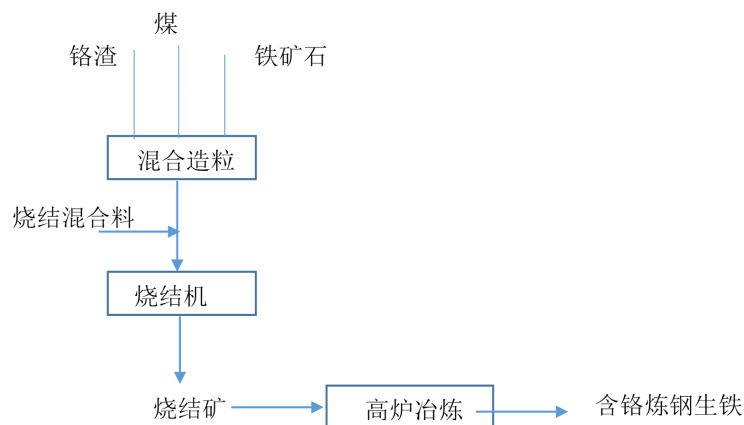 煤
铬渣
铁矿石
混合造粒
烧结混合料
烧结机
烧结矿
高炉冶炼
含铬炼钢生铁